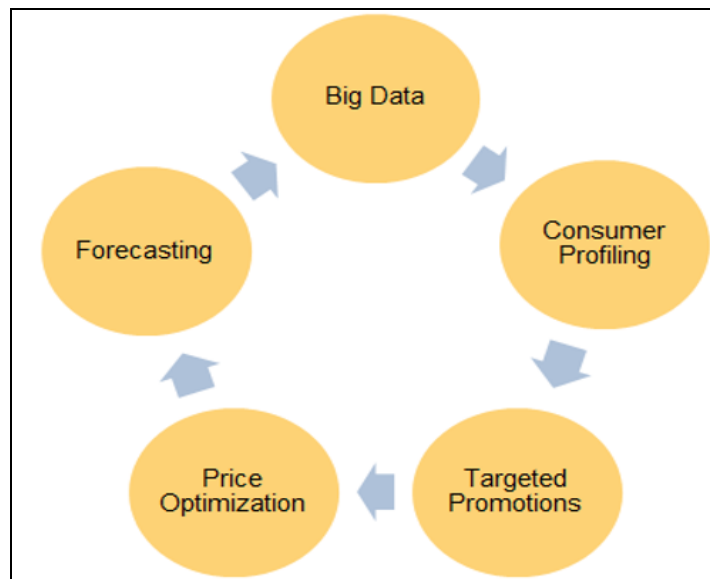 Big Data
Consumer
Profiling
Targeted
Promotions
Price
Optimization
Forecasting